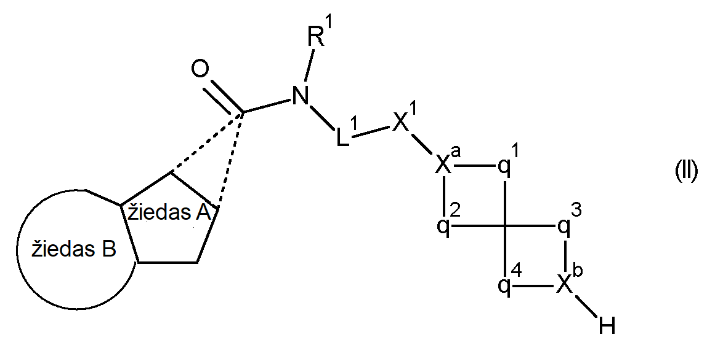 R¹
O
N
L¹
X¹
Xᵃ
q¹
(II)
žiedas A
q²
q³
žiedas B
q⁴
Xᵇ
H